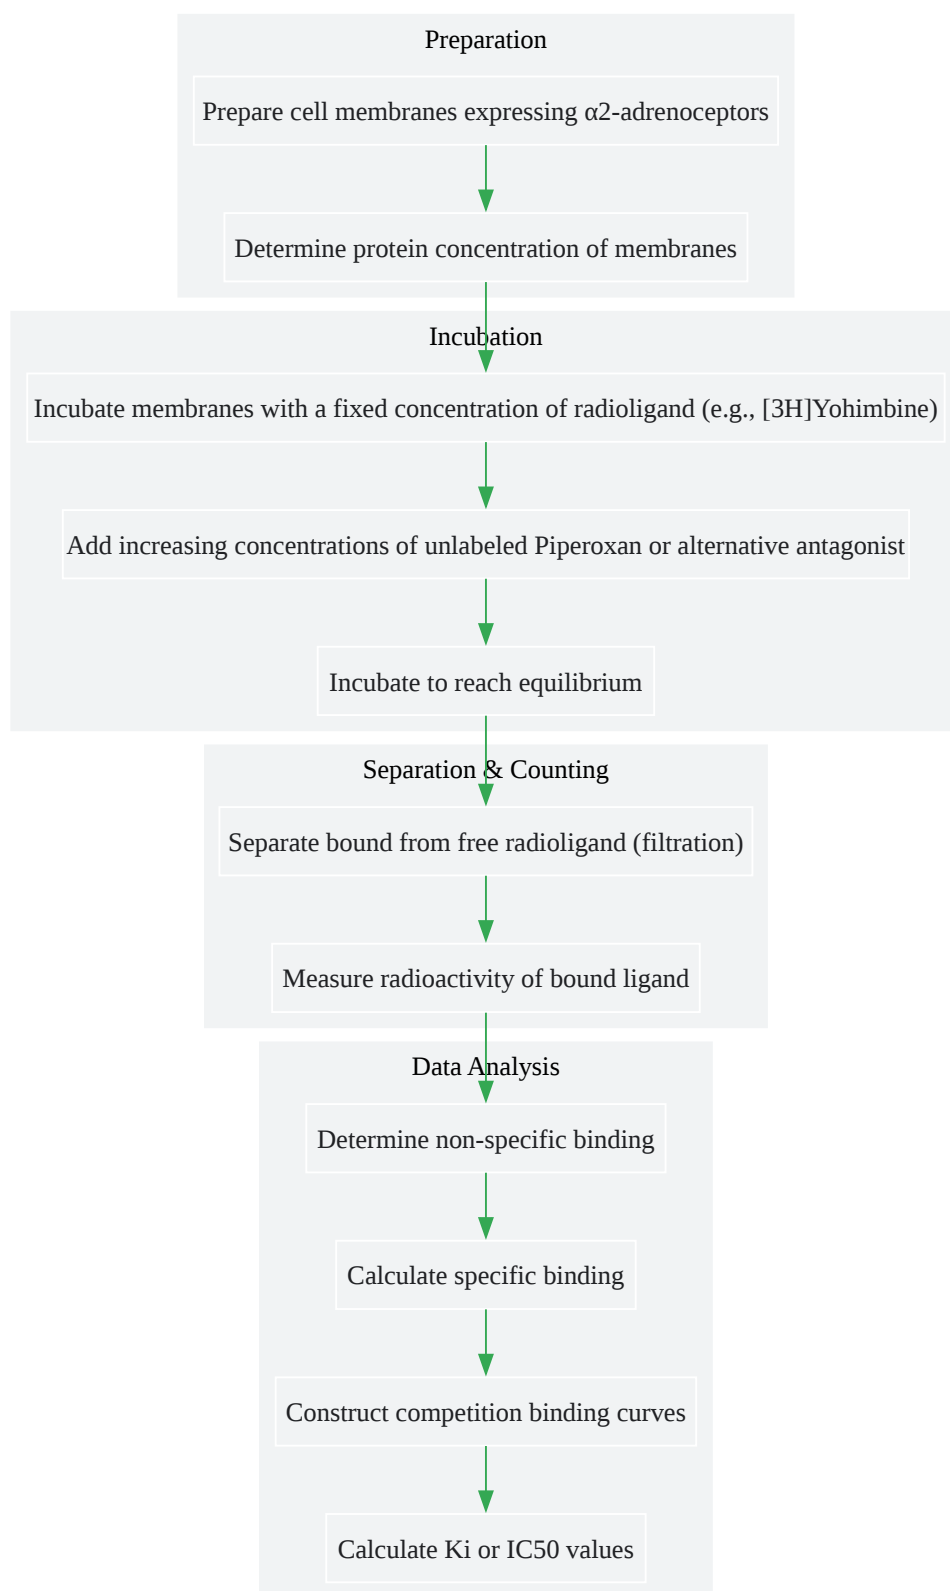 Preparation
Prepare cell membranes expressing α2-adrenoceptors
Determine protein concentration of membranes
Incubation
Incubate membranes with a fixed concentration of radioligand (e.g., [3H]Yohimbine)
Add increasing concentrations of unlabeled Piperoxan or alternative antagonist
Incubate to reach equilibrium
Separation & Counting
Separate bound from free radioligand (filtration)
Measure radioactivity of bound ligand
Data Analysis
Determine non-specific binding
Calculate specific binding
Construct competition binding curves
Calculate Ki or IC50 values